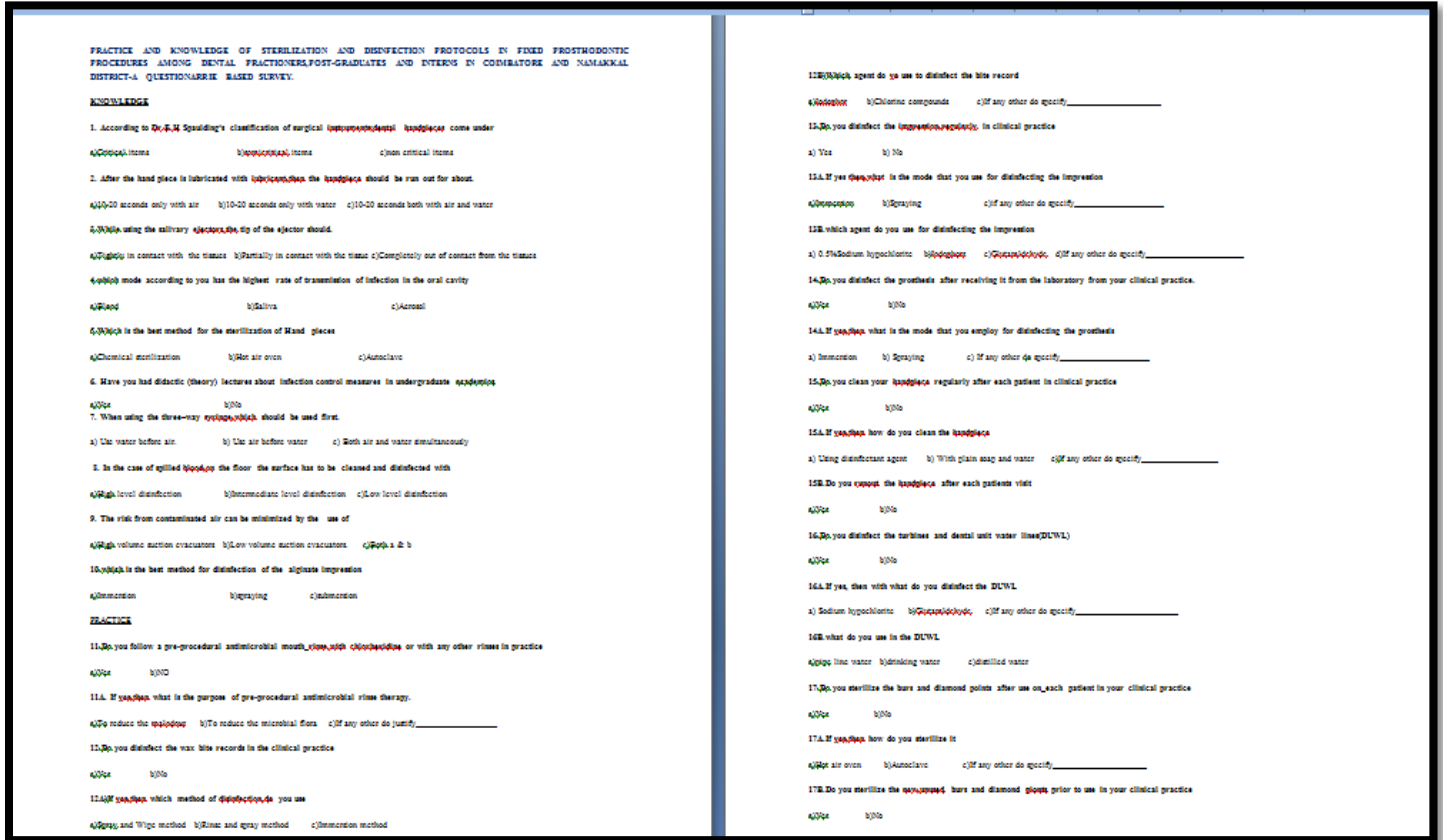 PRACTICE AND KNOWLEDGE OF STERILIZATION AND DISINFECTION PROTOCOLS IN FIXED PROSTHODONTIC
PROCEDURES AMONG DENTAL PRACTIONERS,POST-GRADUATES AND INTERNS IN COIMBATORE AND NAMAKKAL
DISTRICT-A QUESTIONARRIE BASED SURVEY.
KNOWLEDGE
1. According to Dr.E.H Spaulding's classification of surgical instruments,dental handpieces come under
a)Critical items b)semicritical items c)non critical items
2. After the hand piece is lubricated with lubricant,then the handpiece should be run out for about.
a)10-20 seconds only with air b)10-20 seconds only with water c)10-20 seconds both with air and water
3.While using the salivary ejectors,the tip of the ejector should.
a)Tightly in contact with the tissues b)Partially in contact with the tissue c)Completely out of contact from the tissues
4.which mode according to you has the highest rate of transmission of infection in the oral cavity
a)Blood b)Saliva c)Aerosol
5.Which is the best method for the sterilization of Hand pieces
a)Chemical sterilization b)Hot air oven c)Autoclave
6. Have you had didactic (theory) lectures about infection control measures in undergraduate academics
a)Yes b)No
7. When using the three-way syringe,which should be used first.
a) Use water before air. b) Use air before water c) Both air and water simultaneously
8. In the case of spilled blood,on the floor the surface has to be cleaned and disinfected with
a)High level disinfection b)Intermediate level disinfection c)Low level disinfection
9. The risk from contaminated air can be minimized by the use of
a)High volume suction evacuators b)Low volume suction evacuators c)Both a & b
10.which is the best method for disinfection of the alginate impression
a)Immersion b)spraying c)submersion
PRACTICE
11.Do you follow a pre-procedural antimicrobial mouth rinse with chlorhexidine or with any other rinses in practice
a)Yes b)NO
11A. If yes,then what is the purpose of pre-procedural antimicrobial rinse therapy.
a)To reduce the malodour b)To reduce the microbial flora c)If any other do justify
12.Do you disinfect the wax bite records in the clinical practice
a)Yes b)No
12A)If yes,then which method of disinfection do you use
a)Spray and Wipe method b)Rinse and spray method c)Immersion method
12B)Which agent do yo use to disinfect the bite record
a)Iodophor b)Chlorine compounds c)If any other do specify
13.Do you disinfect the impression regularly in clinical practice
a) Yes b) No
13A. If yes then,what is the mode that you use for disinfecting the impression
a)Immersion b)Spraying c)if any other do specify
13B.which agent do you use for disinfecting the impression
a) 0.5%Sodium hypochlorite b)Iodophors c)Glutaraldehyde, d)If any other do specify
14.Do you disinfect the prosthesis after receiving it from the laboratory from your clinical practice.
a)Yes b)No
14A.If yes,then what is the mode that you employ for disinfecting the prosthesis
a) Immersion b) Spraying c) If any other do specify
15.Do you clean your handpiece regularly after each patient in clinical practice
a)Yes b)No
15A.If yes,then how do you clean the handpiece
a) Using disinfectant agent b) With plain soap and water c)If any other do specify
15B.Do you runout the handpiece after each patients visit
a)Yes b)No
16.Do you disinfect the turbines and dental unit water lines(DUWL)
a)Yes b)No
16A.If yes, then with what do you disinfect the DUWL
a) Sodium hypochlorite b)Glutaraldehyde, c)If any other do specify
16B.what do you use in the DUWL
a)pipe line water b)drinking water c)distilled water
17.Do you sterilize the burs and diamond points after use on each patient in your clinical practice
a)Yes b)No
17A.If yes,then how do you sterilize it
a)Hot air oven b)Autoclave c)If any other do specify
17B.Do you sterilize the new,unused burs and diamond pionts prior to use in your clinical practice
a)Yes b)No